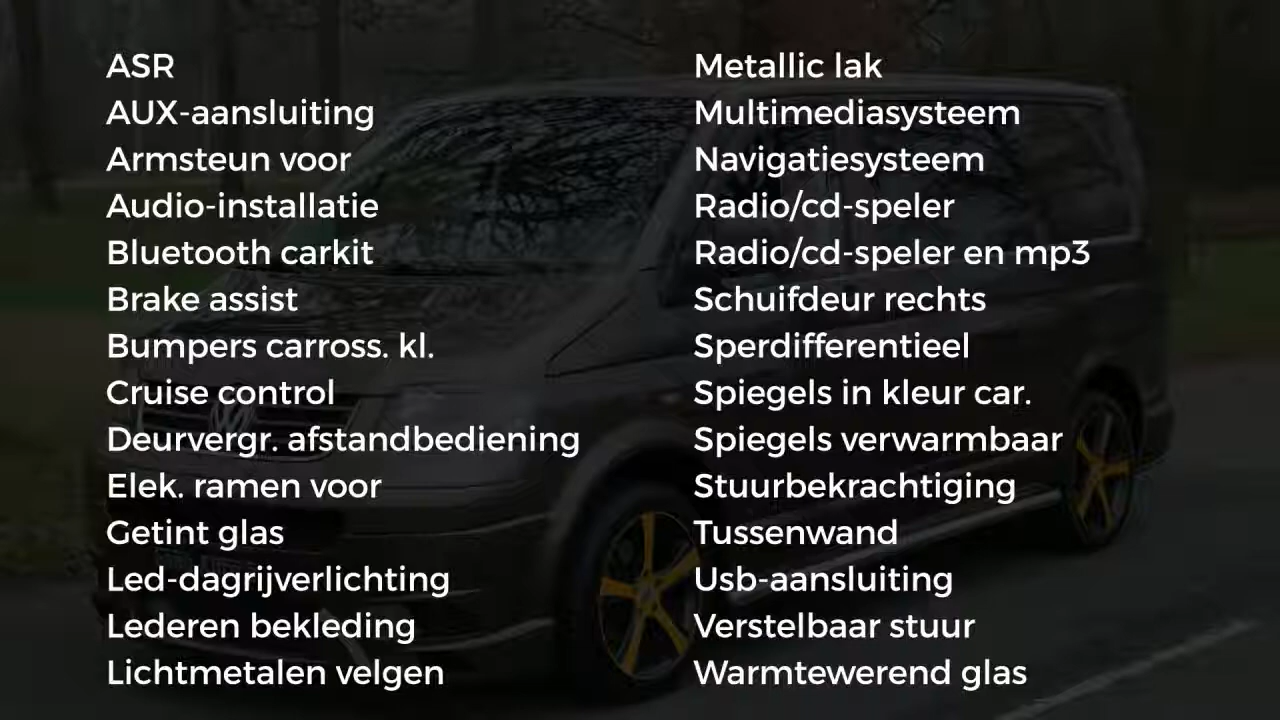 ASR
AUX-aansluiting
Armsteun voor
Audio-installatie
Bluetooth carkit
Brake assist
Bumpers carross. kl.
Cruise control
Deurvergr. afstandbediening
Elek. ramen voor
Getint glas
Led-dagrijverlichting
Lederen bekleding
Lichtmetalen velgen
Metallic lak
Multimediasysteem
Navigatiesysteem
Radio/cd-speler
Radio/cd-speler en mp3
Schuifdeur rechts
Sperdifferentieel
Spiegels in kleur car.
Spiegels verwarmbaar
Stuurbekrachtiging
Tussenwand
Usb-aansluiting
Verstelbaar stuur
Warmtewerend glas